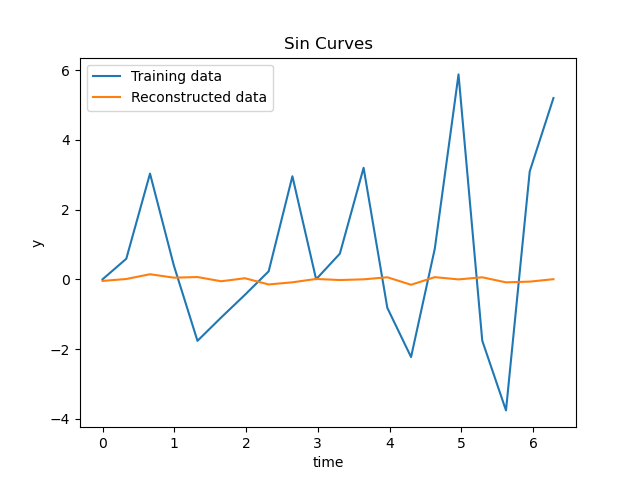 Sin Curves
Training data
Reconstructed data
6
4
2
0
−2
−4
y
0 1 2 3 4 5 6
time